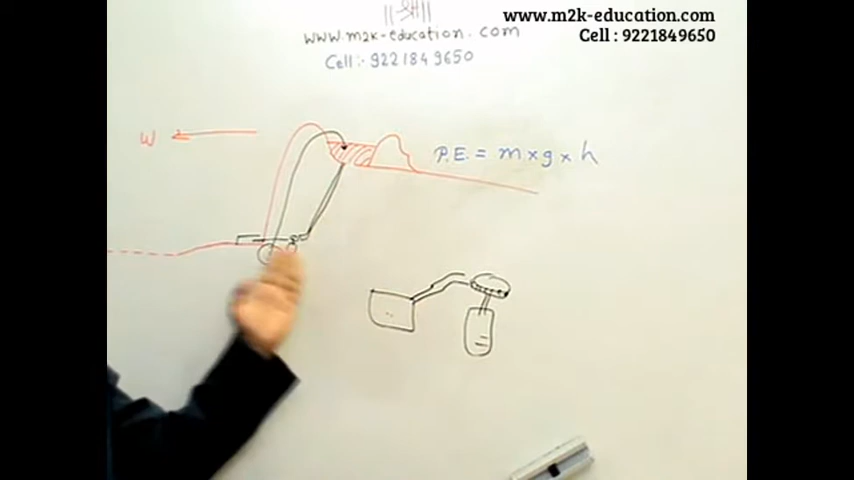 ||श्री||
www.m2k-education.com
Cell :- 9221849650
www.m2k-education.com
Cell : 9221849650
W
P.E. = m×g×h